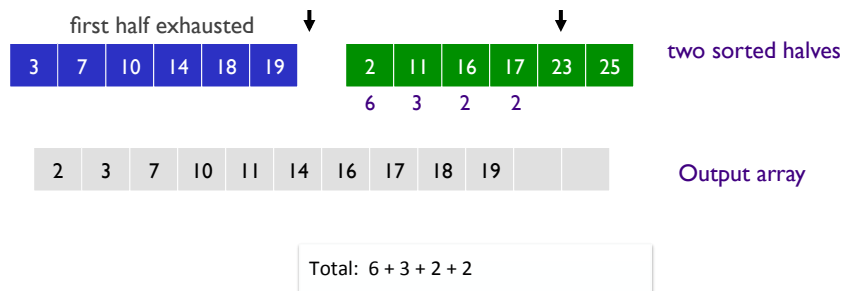 first half exhausted
3 7 10 14 18 19 2 11 16 17 23 25 two sorted halves
6 3 2 2
2 3 7 10 11 14 16 17 18 19 Output array
Total: 6 + 3 + 2 + 2